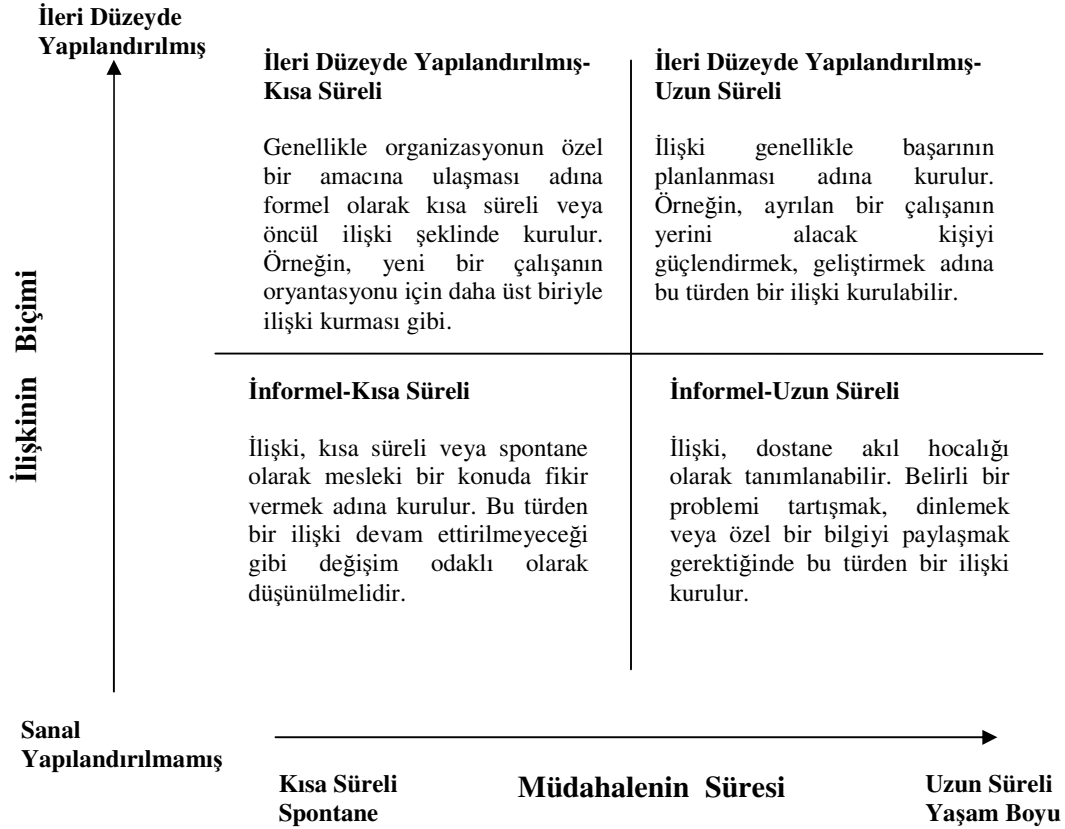 İleri Düzeyde
Yapılandırılmış
İleri Düzeyde Yapılandırılmış-
Kısa Süreli
Genellikle organizasyonun özel
bir amacına ulaşması adına
formel olarak kısa süreli veya
öncül ilişki şeklinde kurulur.
Örneğin, yeni bir çalışanın
oryantasyonu için daha üst biriyle
ilişki kurması gibi.
İleri Düzeyde Yapılandırılmış-
Uzun Süreli
İlişki genellikle başarının
planlanması adına kurulur.
Örneğin, ayrılan bir çalışanın
yerini alacak kişiyi
güçlendirmek, geliştirmek adına
bu türden bir ilişki kurulabilir.
İlişkinin Biçimi
İnformel-Kısa Süreli
İlişki, kısa süreli veya spontane
olarak mesleki bir konuda fikir
vermek adına kurulur. Bu türden
bir ilişki devam ettirilmeyeceği
gibi değişim odaklı olarak
düşünülmelidir.
İnformel-Uzun Süreli
İlişki, dostane akıl hocalığı
olarak tanımlanabilir. Belirli bir
problemi tartışmak, dinlemek
veya özel bir bilgiyi paylaşmak
gerektiğinde bu türden bir ilişki
kurulur.
Sanal
Yapılandırılmamış
Kısa Süreli
Spontane
Müdahalenin Süresi
Uzun Süreli
Yaşam Boyu